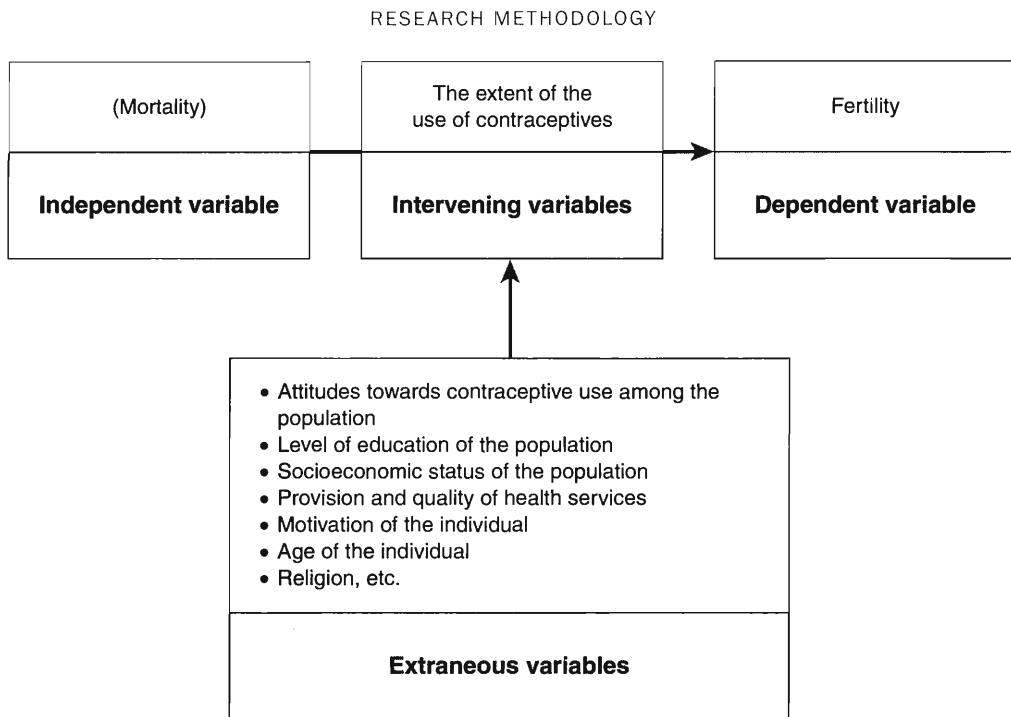 RESEARCH METHODOLOGY
(Mortality)
Independent variable
The extent of the
use of contraceptives
Intervening variables
Fertility
Dependent variable
• Attitudes towards contraceptive use among the
population
• Level of education of the population
• Socioeconomic status of the population
• Provision and quality of health services
• Motivation of the individual
• Age of the individual
• Religion, etc.
Extraneous variables